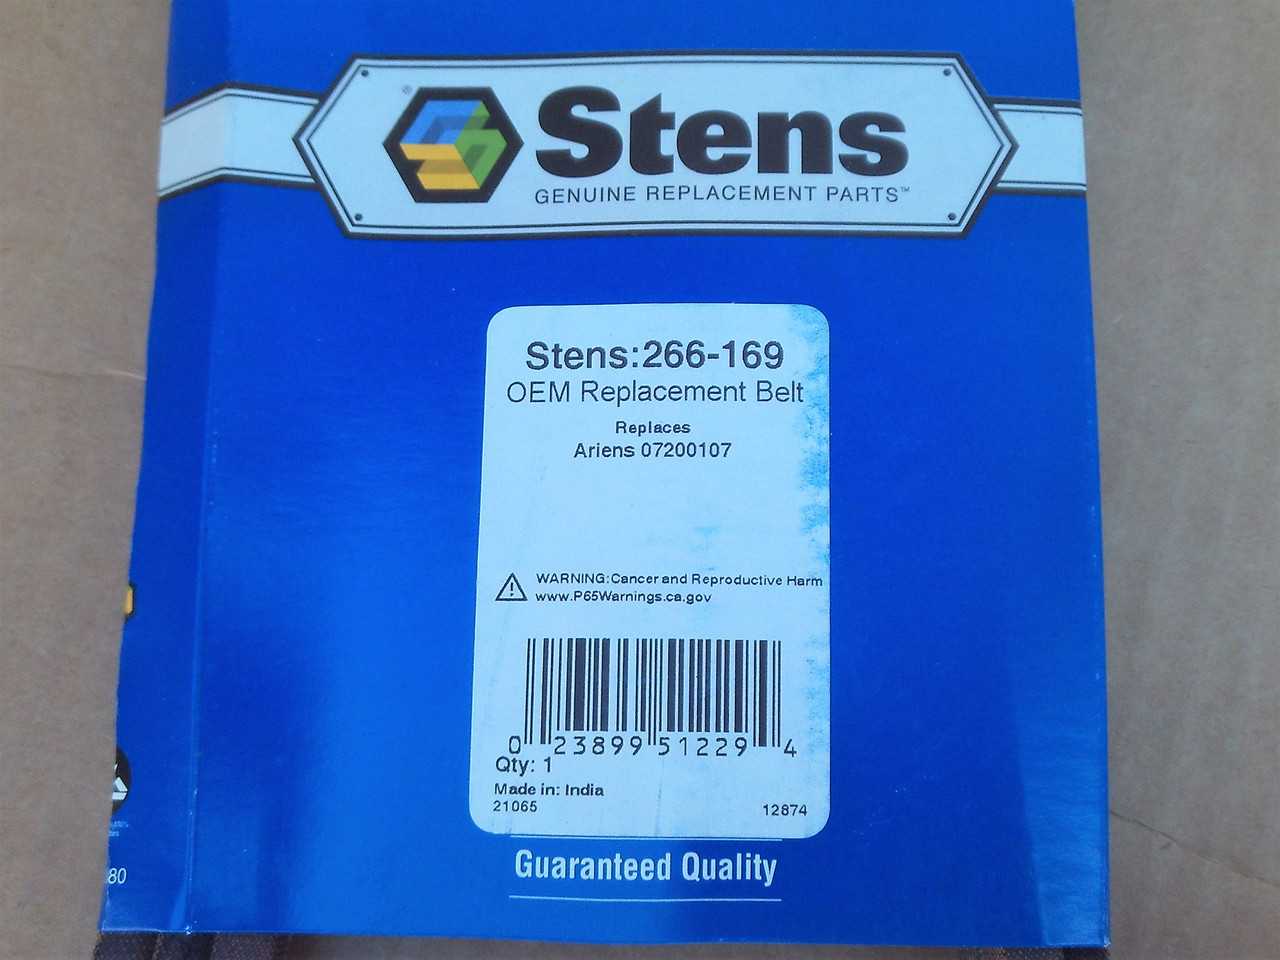 ®
Stens
GENUINE REPLACEMENT PARTS™
Stens:266-169
OEM Replacement Belt
Replaces
Ariens 07200107
WARNING:Cancer and Reproductive Harm
www.P65Warnings.ca.gov
0 23899 51229 4
Qty: 1
Made in: India
21065 12874
Guaranteed Quality
80